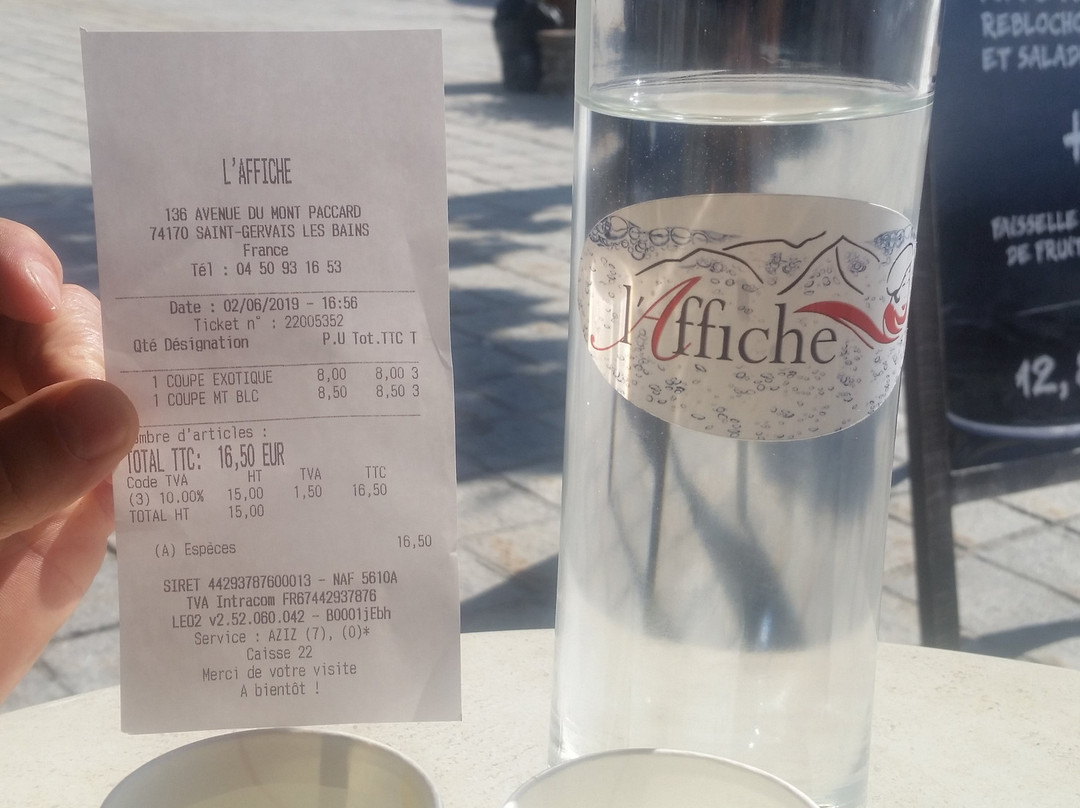 L'AFFICHE
136 AVENUE DU MONT PACCARD
74170 SAINT-GERVAIS LES BAINS
France
Tél : 04 50 93 16 53
Date : 02/06/2019 - 16:56
Ticket n° : 22005352
Qté Désignation P.U Tot.TTC T
1 COUPE EXOTIQUE 8,00 8,00 3
1 COUPE MT BLC 8,50 8,50 3
ombre d'articles :
TOTAL TTC: 16,50 EUR
Code TVA HT TVA TTC
(3) 10.00% 15,00 1,50 16,50
TOTAL HT 15,00
(A) Espèces 16,50
SIRET 44293787600013 - NAF 5610A
TVA Intracom FR67442937876
LEO2 v2.52.060.042 - B0001jEbh
Service : AZIZ (7), (0)*
Caisse 22
Merci de votre visite
A bientôt !
l'Affiche
REBLOCHO
ET SALAD
FAISSELLE
DE FRUIT
12,